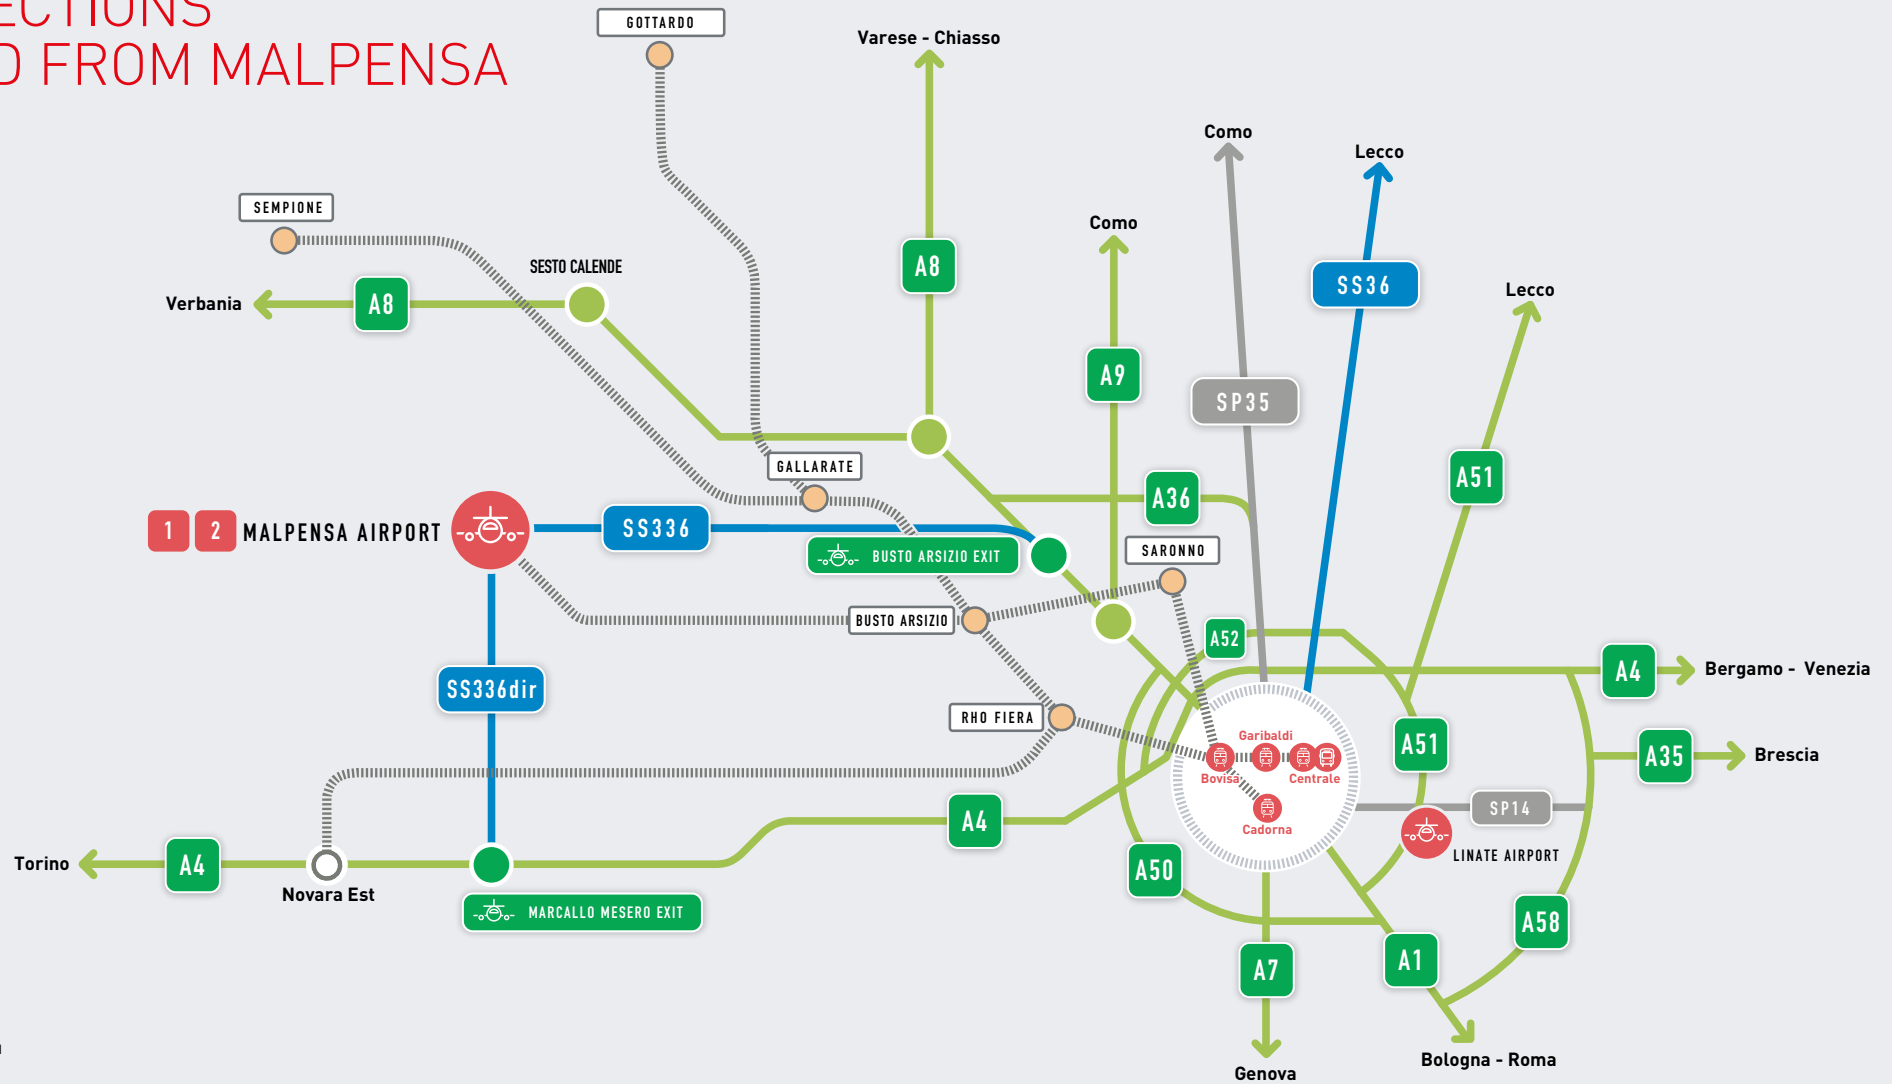 ECTIONS
D FROM MALPENSA
GOTTARDO
Varese - Chiasso
Como
Lecco
SEMPIONE
Como
SESTO CALENDE
A8
SS36
Lecco
Verbania
A8
A9
SP35
GALLARATE
A51
A36
1 2 MALPENSA AIRPORT
SS336
BUSTO ARSIZIO EXIT
SARONNO
BUSTO ARSIZIO
A52
A4
Bergamo - Venezia
SS336dir
RHO FIERA
Garibaldi
A51
A35
Brescia
Bovisa
Centrale
SP14
A4
Cadorna
LINATE AIRPORT
Torino
A4
A50
Novara Est
MARCALLO MESERO EXIT
A58
A7
A1
Bologna - Roma
Genova